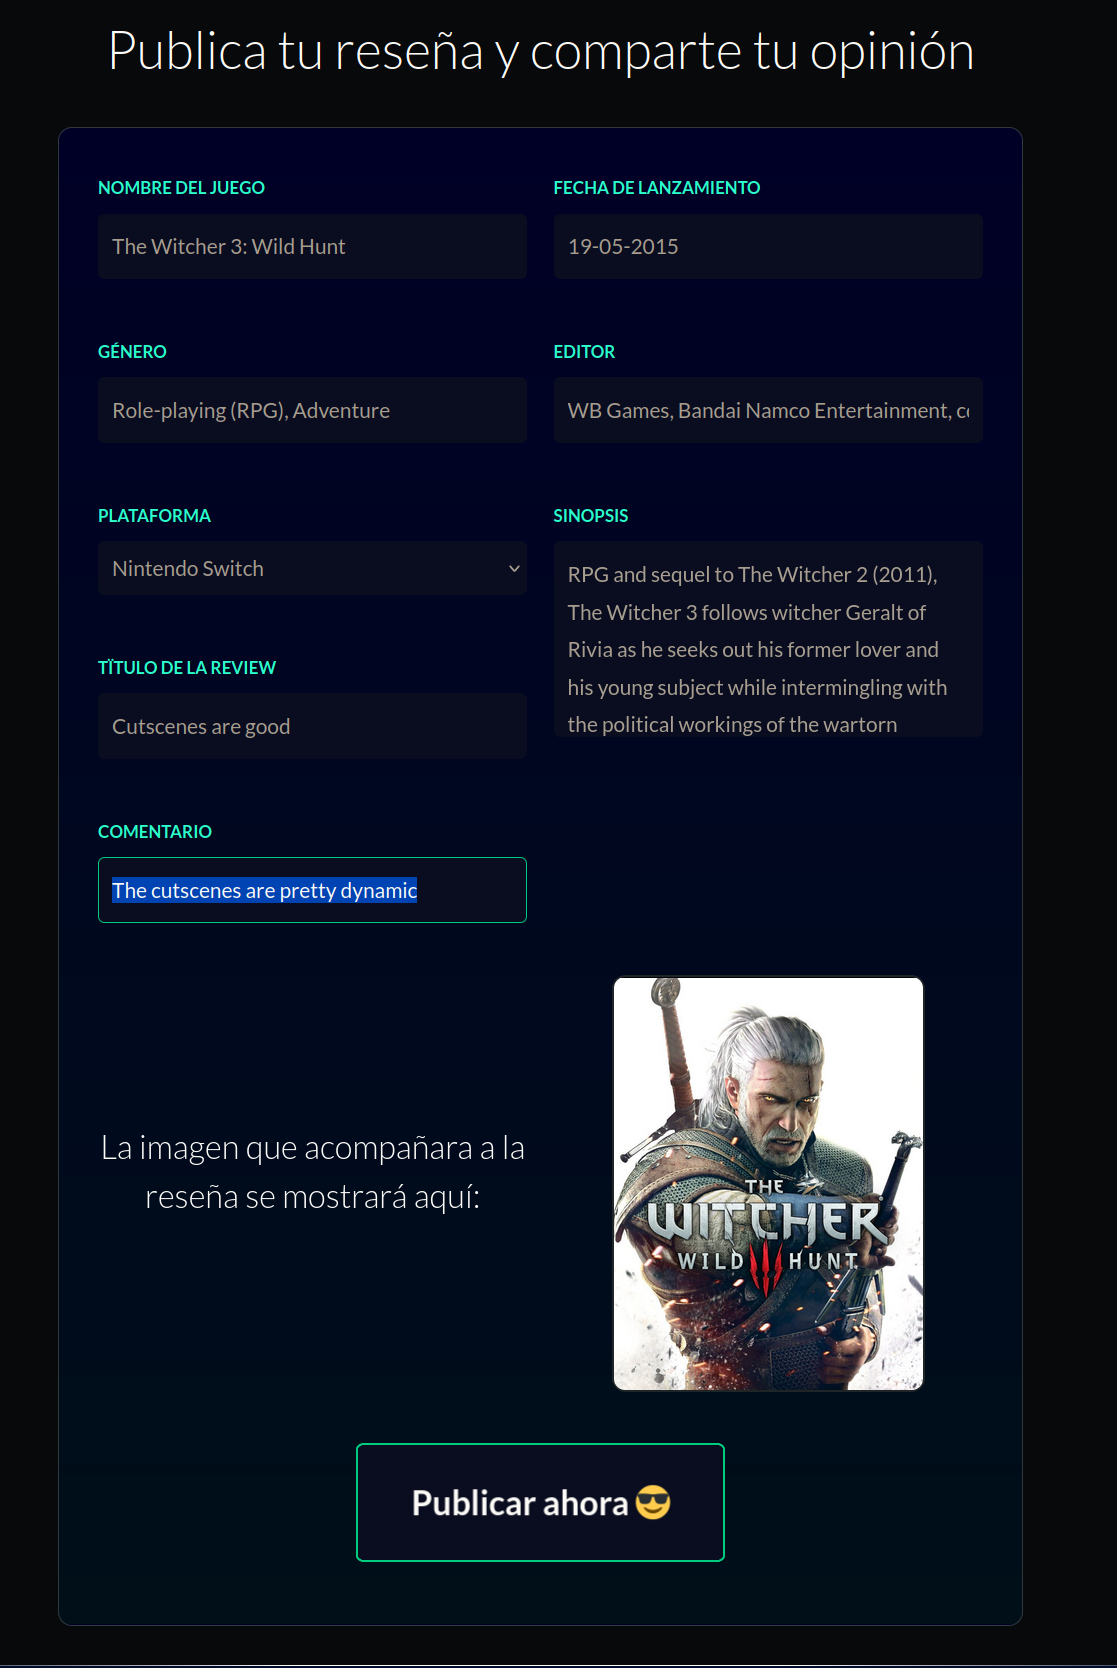 Publica tu reseña y comparte tu opinión
NOMBRE DEL JUEGO
The Witcher 3: Wild Hunt
FECHA DE LANZAMIENTO
19-05-2015
GÉNERO
Role-playing (RPG), Adventure
EDITOR
WB Games, Bandai Namco Entertainment,
PLATAFORMA
Nintendo Switch
SINOPSIS
RPG and sequel to The Witcher 2 (2011),
The Witcher 3 follows witcher Geralt of
Rivia as he seeks out his former lover and
his young subject while intermingling with
the political workings of the wartorn
TÏTULO DE LA REVIEW
Cutscenes are good
COMENTARIO
The cutscenes are pretty dynamic
La imagen que acompañara a la
reseña se mostrará aquí:
THE
WITCHER
WILD HUNT
Publicar ahora 😎